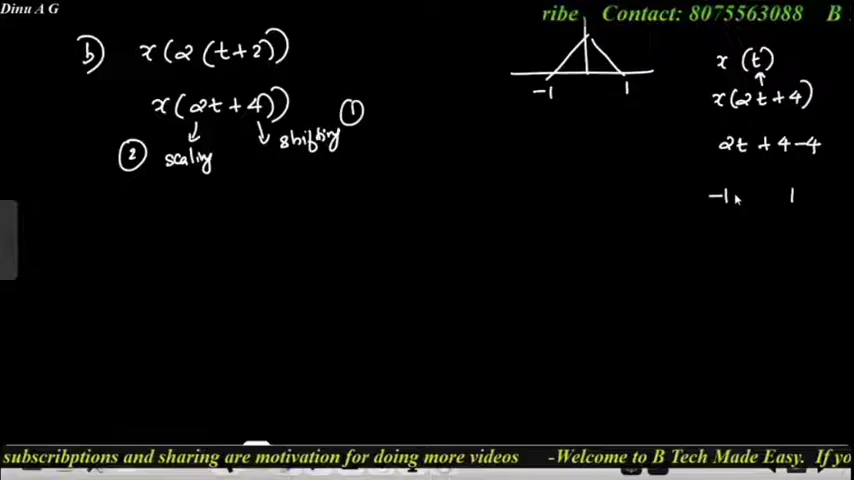 Dinu A G
ribe Contact: 8075563088 B
b) x(2(t+2))
x(2t+4))
shifting ①
② scaling
-1 1
x(t)
x(2t+4)
2t+4-4
-1 1
subscribptions and sharing are motivation for doing more videos -Welcome to B Tech Made Easy. If yo